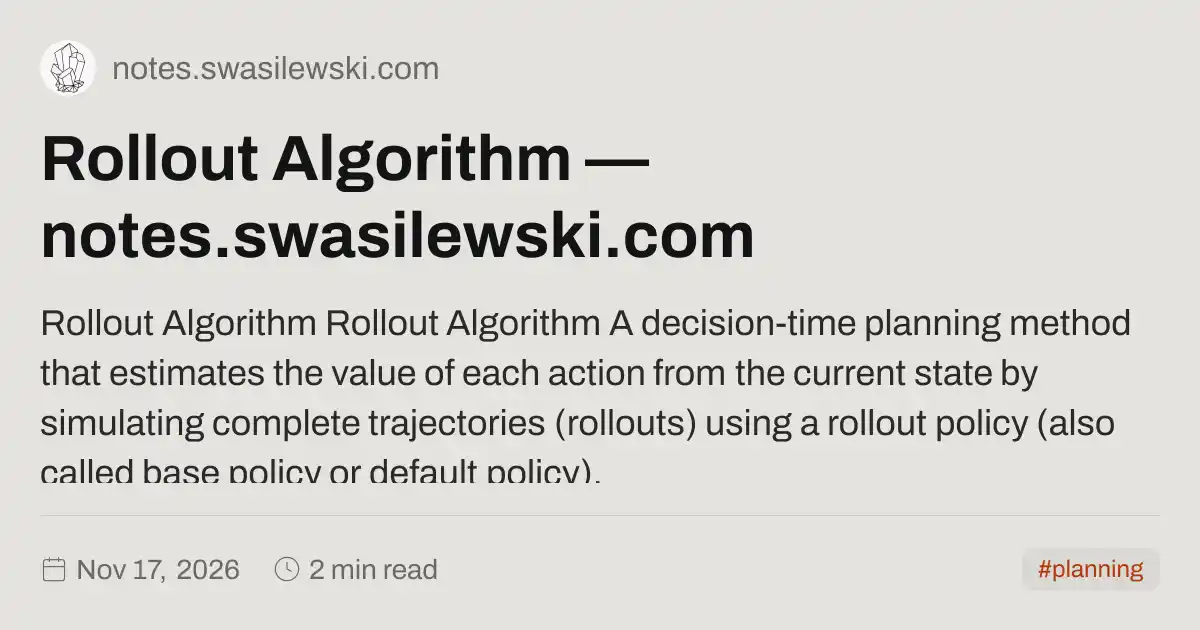 notes.swasilewski.com
Rollout Algorithm —
notes.swasilewski.com
Rollout Algorithm Rollout Algorithm A decision-time planning method
that estimates the value of each action from the current state by
simulating complete trajectories (rollouts) using a rollout policy (also
called base policy or default policy).
Nov 17, 2026
2 min read
#planning